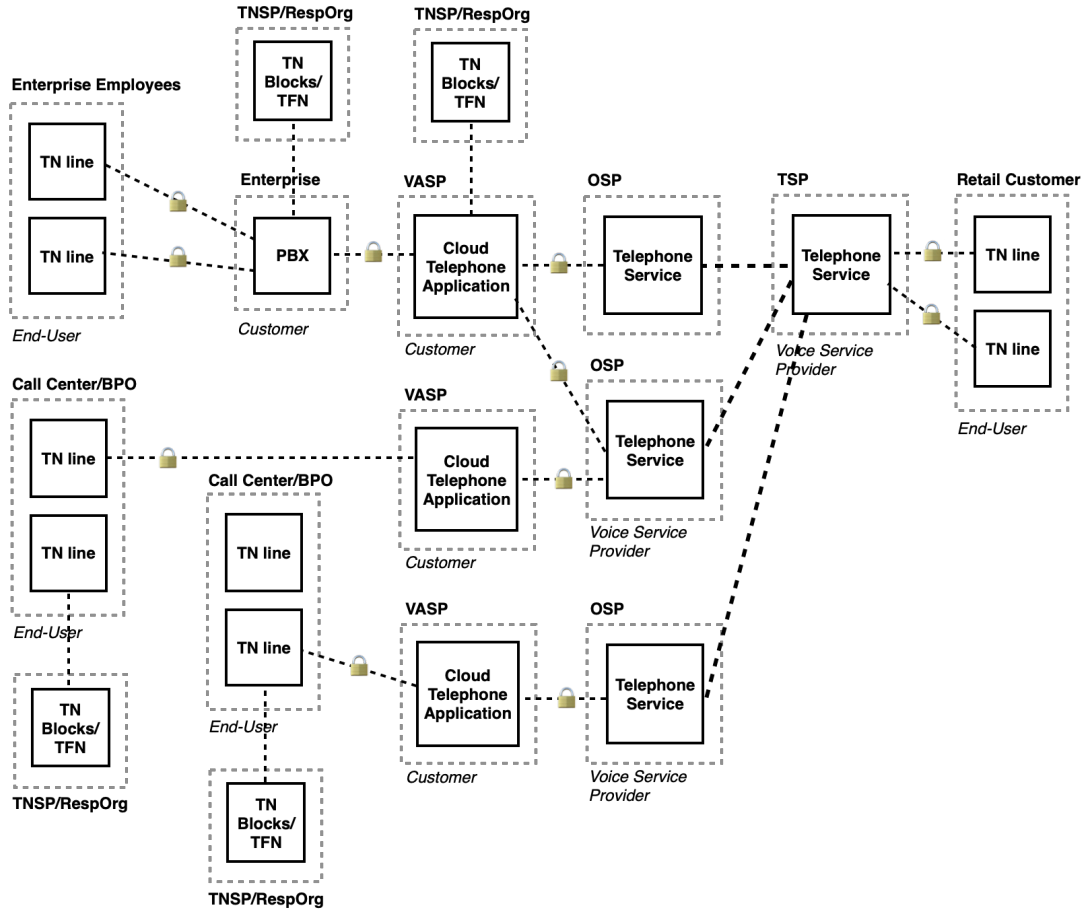 TNSP/RespOrg
TN
Blocks/
TFN
TNSP/RespOrg
TN
Blocks/
TFN
Enterprise Employees
TN line
TN line
End-User
Enterprise
PBX
Customer
VASP
Cloud
Telephone
Application
Customer
OSP
Telephone
Service
TSP
Telephone
Service
Voice Service
Provider
Retail Customer
TN line
TN line
End-User
Call Center/BPO
TN line
TN line
End-User
TN
Blocks/
TFN
TNSP/RespOrg
VASP
Cloud
Telephone
Application
Customer
OSP
Telephone
Service
Voice Service
Provider
Call Center/BPO
TN line
TN line
End-User
TN
Blocks/
TFN
TNSP/RespOrg
VASP
Cloud
Telephone
Application
Customer
OSP
Telephone
Service
Voice Service
Provider